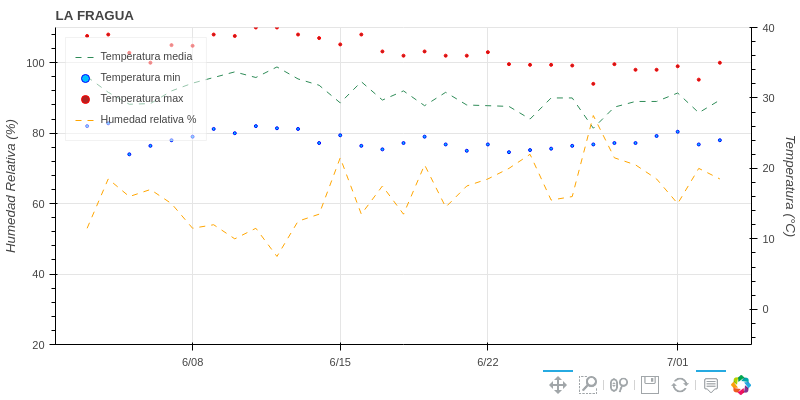 LA FRAGUA
Temperatura media
Temperatura min
Temperatura max
Humedad relativa %
Humedad Relativa (%)
100
80
60
40
20
40
30
20
10
0
Temperatura (°C)
6/08
6/15
6/22
7/01